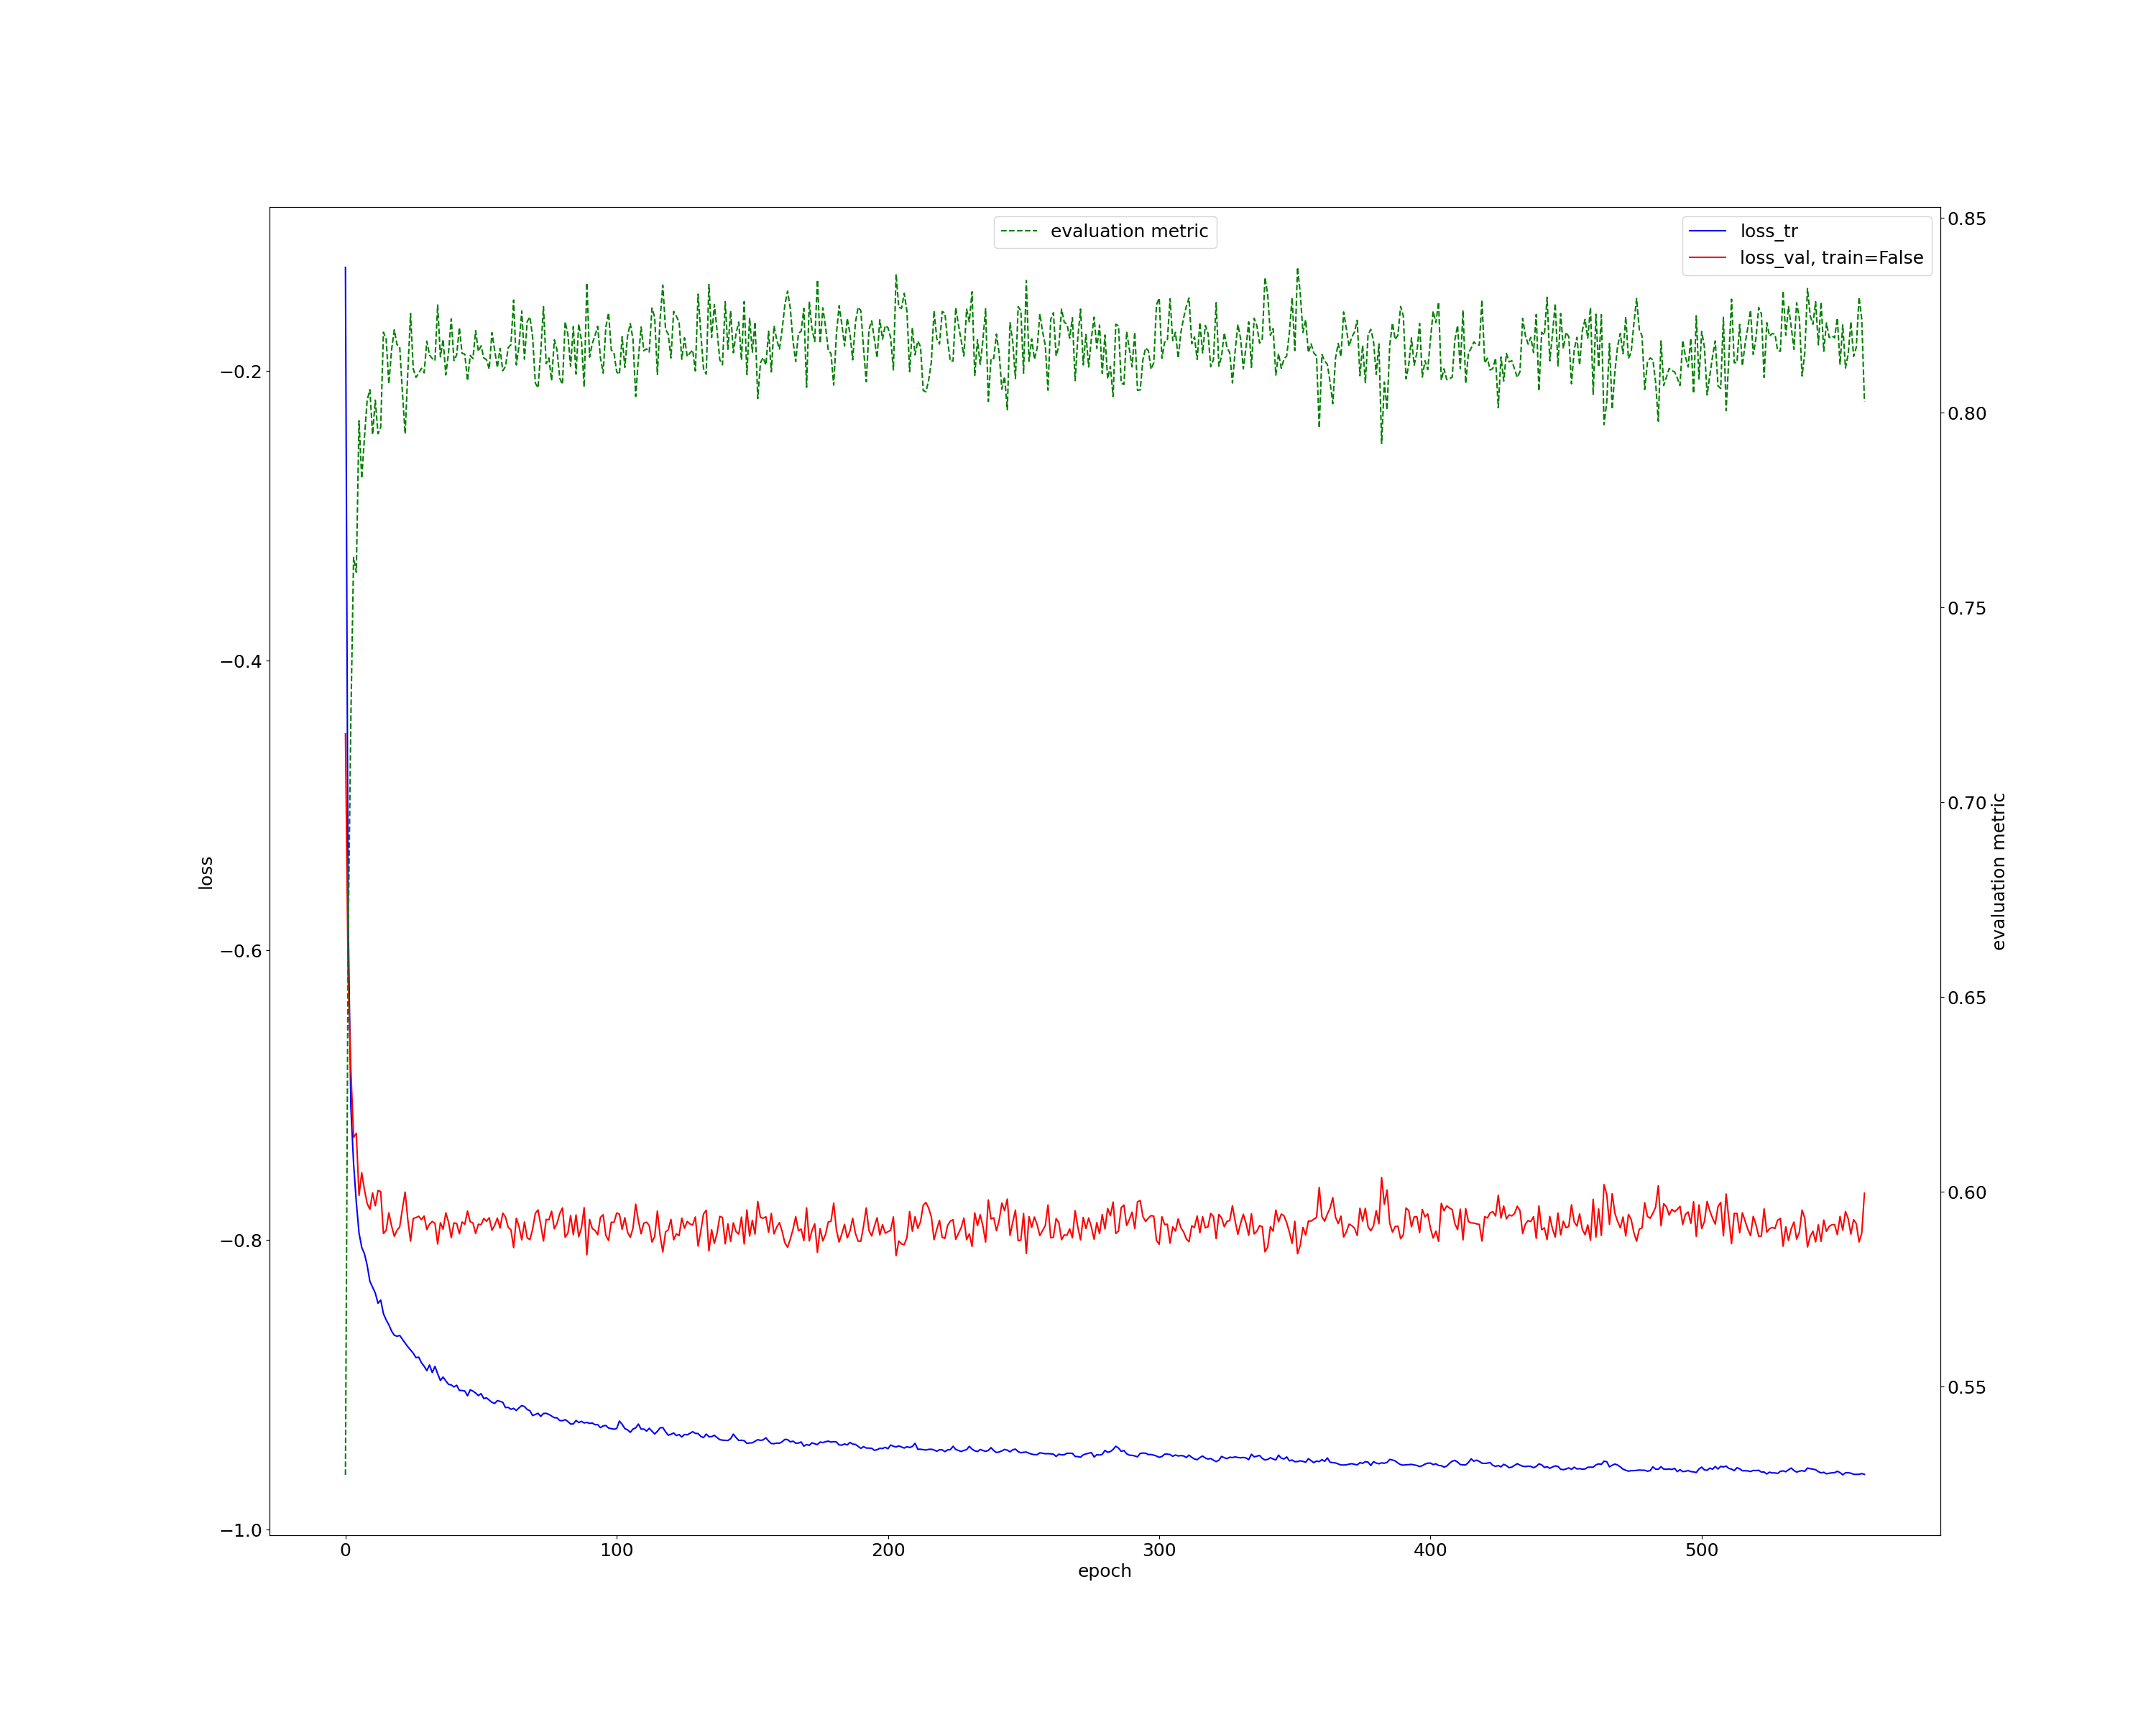 evaluation metric
loss_tr
loss_val, train=False
0.85
0.80
0.75
0.70
0.65
0.60
0.55
−0.2
−0.4
−0.6
−0.8
−1.0
loss
evaluation metric
0 100 200 300 400 500
epoch